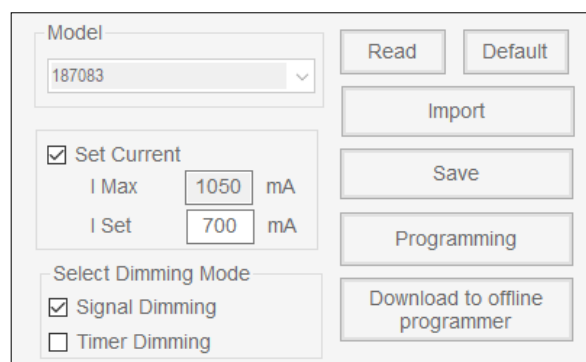 Model
187083
Set Current
I Max 1050 mA
I Set 700 mA
Select Dimming Mode
Signal Dimming
Timer Dimming
Read
Default
Import
Save
Programming
Download to offline
programmer